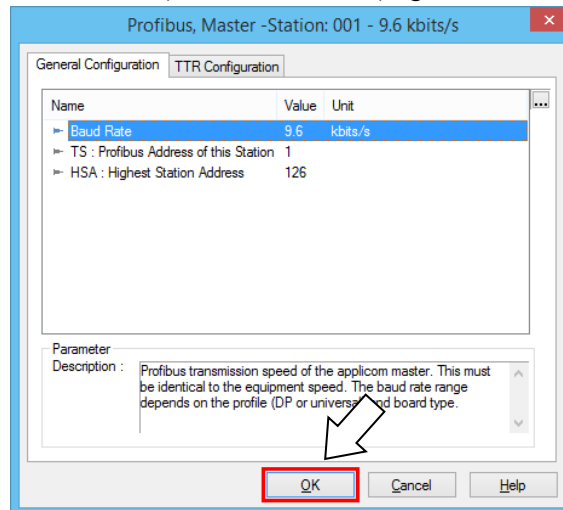 Profibus, Master -Station: 001 - 9.6 kbits/s
General Configuration TTR Configuration
Name Value Unit
Baud Rate 9.6 kbits/s
TS : Profibus Address of this Station 1
HSA : Highest Station Address 126
...
Parameter
Description : Profibus transmission speed of the applicom master. This must
be identical to the equipment speed. The baud rate range
depends on the profile (DP or universal and board type.
OK Cancel Help